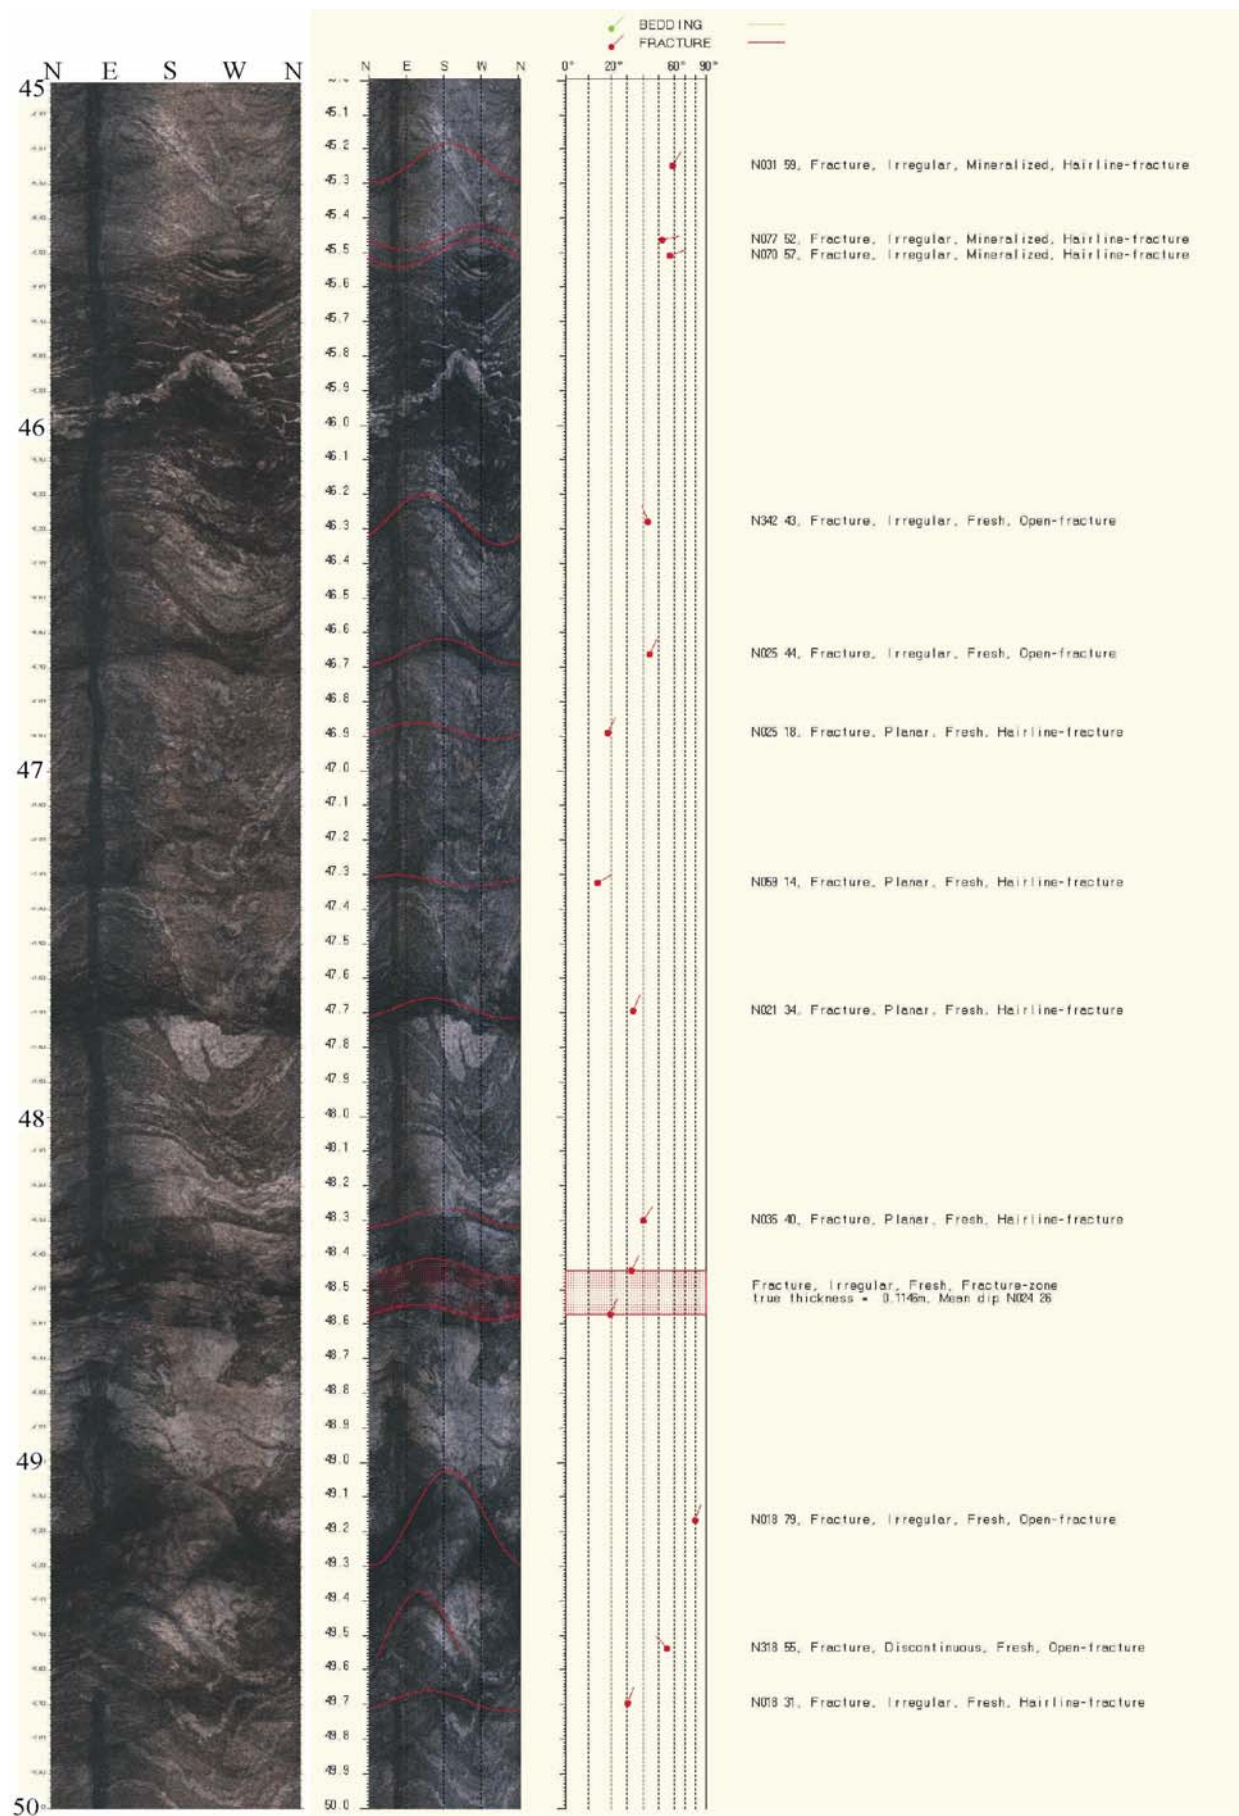 BEDDING
FRACTURE
N E S W N
N E S W N
0° 20° 60° 90°
45
45.1
45.2
N031 59, Fracture, Irregular, Mineralized, Hairline-fracture
45.3
45.4
N077 52, Fracture, Irregular, Mineralized, Hairline-fracture
45.5
N070 57, Fracture, Irregular, Mineralized, Hairline-fracture
45.6
45.7
45.8
45.9
46
46.0
46.1
46.2
N342 43, Fracture, Irregular, Fresh, Open-fracture
46.3
46.4
46.5
46.6
N025 44, Fracture, Irregular, Fresh, Open-fracture
46.7
46.8
N025 18, Fracture, Planar, Fresh, Hairline-fracture
46.9
47
47.0
47.1
47.2
47.3
N059 14, Fracture, Planar, Fresh, Hairline-fracture
47.4
47.5
47.6
N021 34, Fracture, Planar, Fresh, Hairline-fracture
47.7
47.8
47.9
48
48.0
48.1
48.2
N035 40, Fracture, Planar, Fresh, Hairline-fracture
48.3
48.4
Fracture, Irregular, Fresh, Fracture-zone
48.5
true thickness = 0.1146m, Mean dip N024 26
48.6
48.7
48.8
48.9
49
49.0
49.1
N018 79, Fracture, Irregular, Fresh, Open-fracture
49.2
49.3
49.4
49.5
N318 55, Fracture, Discontinuous, Fresh, Open-fracture
49.6
N018 31, Fracture, Irregular, Fresh, Hairline-fracture
49.7
49.8
49.9
50
50.0